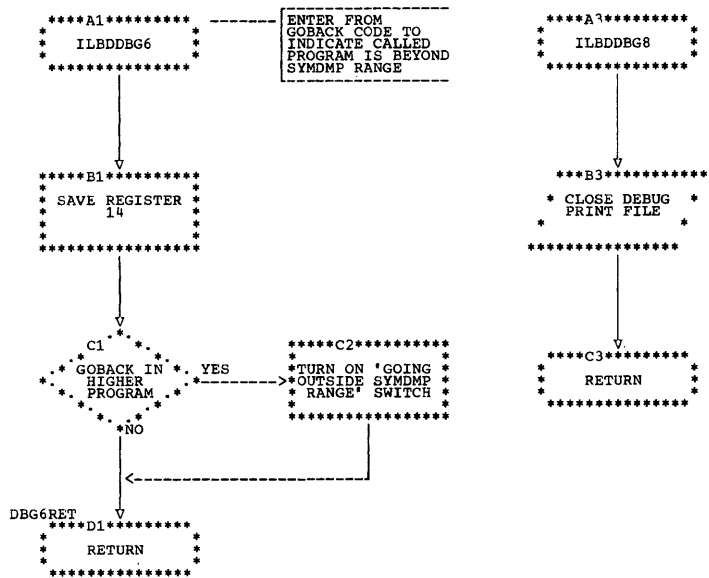 A1
ILBDDBG6
ENTER FROM
GOBACK CODE TO
INDICATE CALLED
PROGRAM IS BEYOND
SYMDMP RANGE
B1
SAVE REGISTER
14
C1
GOBACK IN
HIGHER
PROGRAM
YES
NO
C2
TURN ON 'GOING
OUTSIDE SYMDMP
RANGE' SWITCH
DBG6RET
D1
RETURN
A3
ILBDDBG8
B3
CLOSE DEBUG
PRINT FILE
C3
RETURN